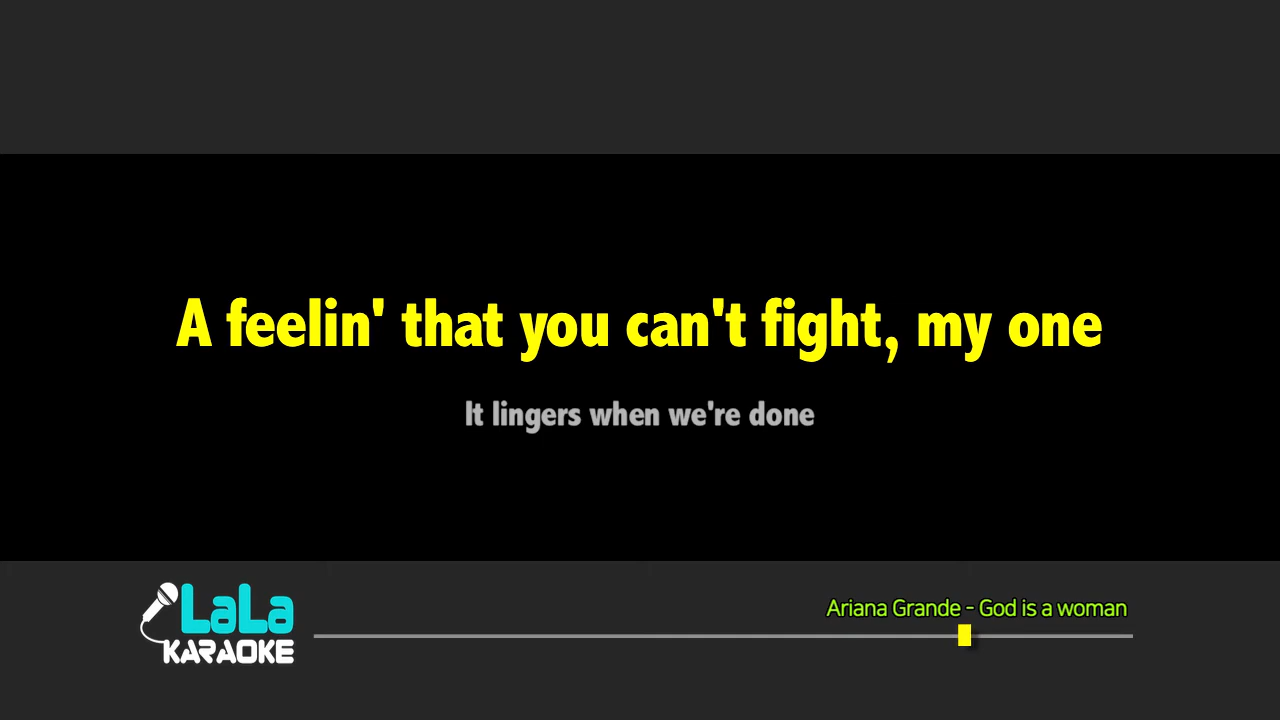 A feelin' that you can't fight, my one
It lingers when we're done
LaLa
KARAOKE
Ariana Grande - God is a woman